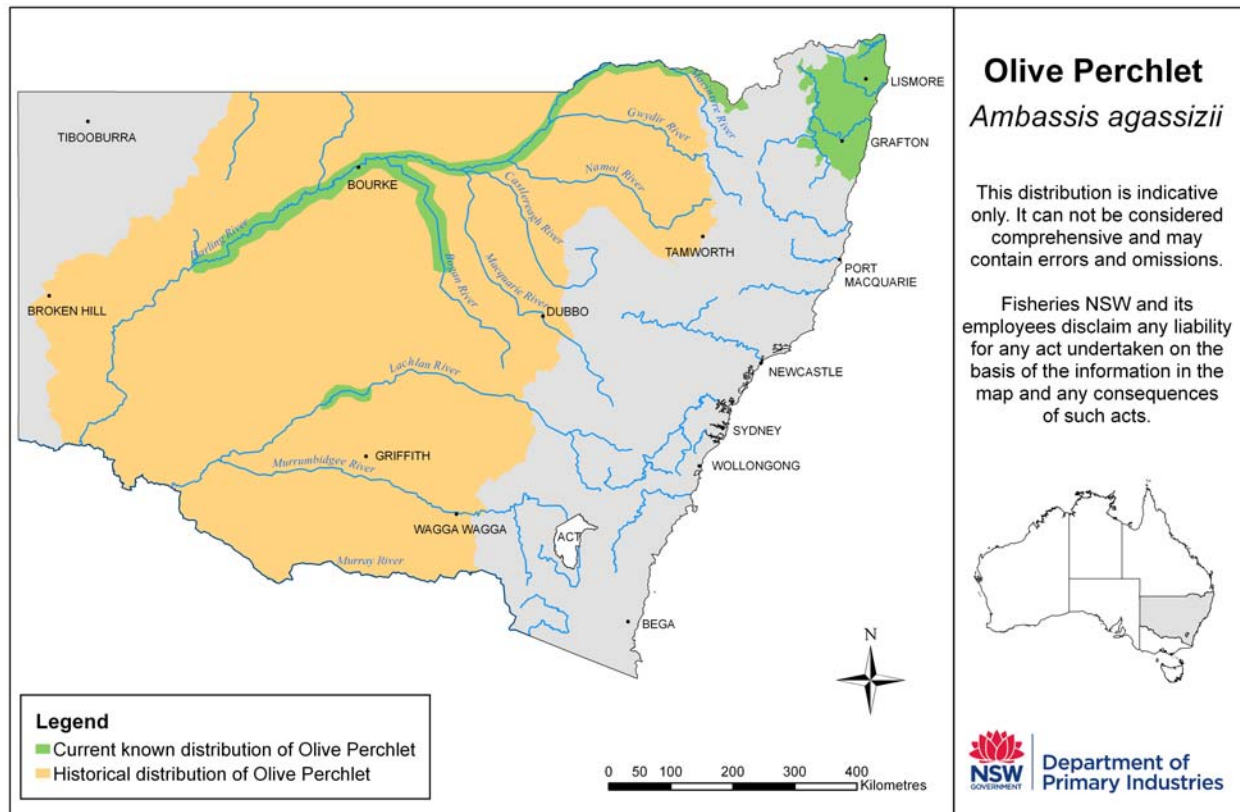 TIBOOBURRA
LISMORE
GRAFTON
Macintyre River
Gwydir River
Namoi River
BOURKE
Castlereagh River
TAMWORTH
Darling River
Bogan River
Macquarie River
PORT
MACQUARIE
BROKEN HILL
DUBBO
NEWCASTLE
Lachlan River
SYDNEY
GRIFFITH
WOLLONGONG
Murrumbidgee River
WAGGA WAGGA
ACT
Murray River
BEGA
N
Legend
Current known distribution of Olive Perchlet
Historical distribution of Olive Perchlet
0 50 100 200 300 400
Kilometres
Olive Perchlet
Ambassis agassizii
This distribution is indicative
only. It can not be considered
comprehensive and may
contain errors and omissions.
Fisheries NSW and its
employees disclaim any liability
for any act undertaken on the
basis of the information in the
map and any consequences
of such acts.
NSW
GOVERNMENT
Department of
Primary Industries